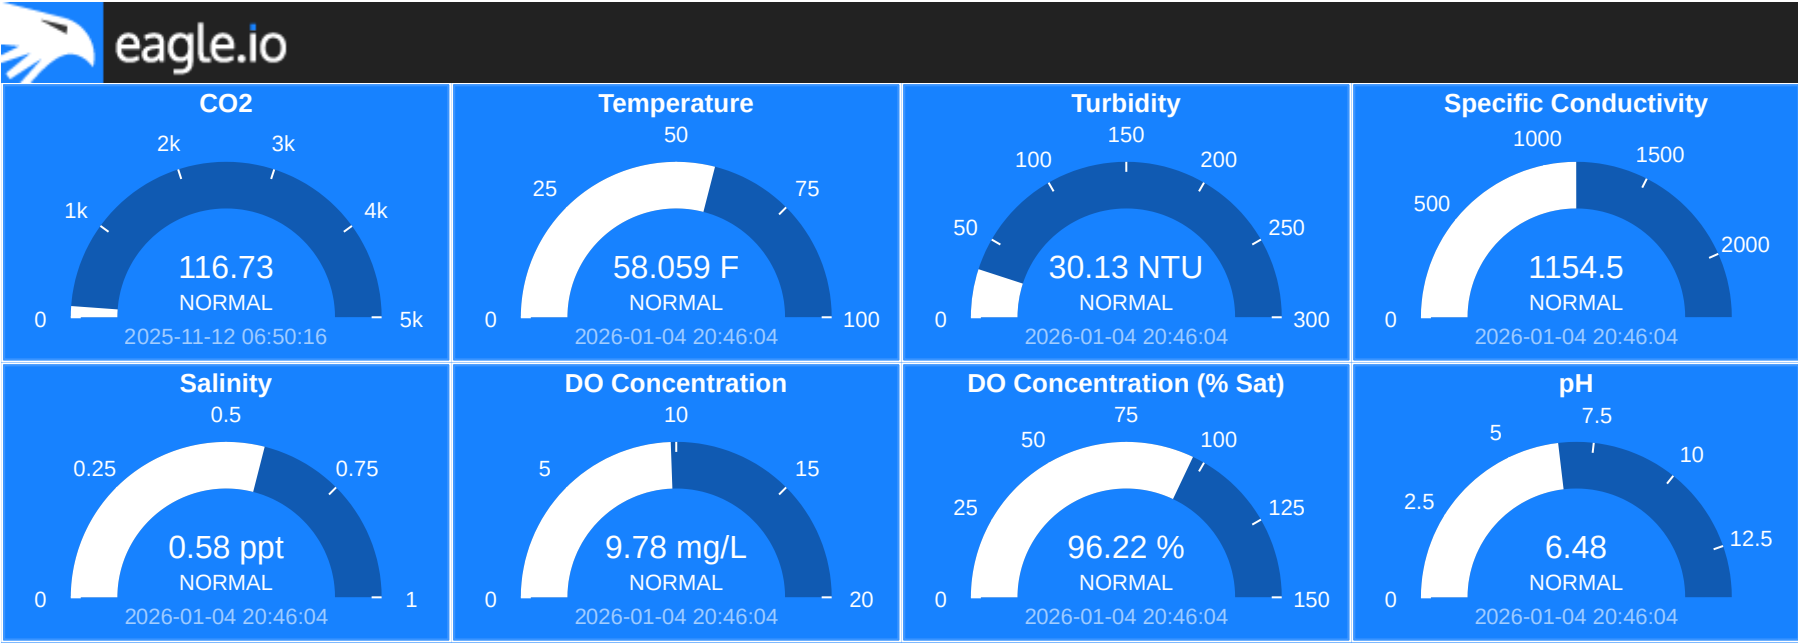 eagle.io
CO2
0
1k
2k
3k
4k
5k
116.73
NORMAL
2025-11-12 06:50:16
Temperature
0
25
50
75
100
58.059 F
NORMAL
2026-01-04 20:46:04
Turbidity
0
50
100
150
200
250
300
30.13 NTU
NORMAL
2026-01-04 20:46:04
Specific Conductivity
0
500
1000
1500
2000
1154.5
NORMAL
2026-01-04 20:46:04
Salinity
0
0.25
0.5
0.75
1
0.58 ppt
NORMAL
2026-01-04 20:46:04
DO Concentration
0
5
10
15
20
9.78 mg/L
NORMAL
2026-01-04 20:46:04
DO Concentration (% Sat)
0
25
50
75
100
125
150
96.22 %
NORMAL
2026-01-04 20:46:04
pH
0
2.5
5
7.5
10
12.5
6.48
NORMAL
2026-01-04 20:46:04